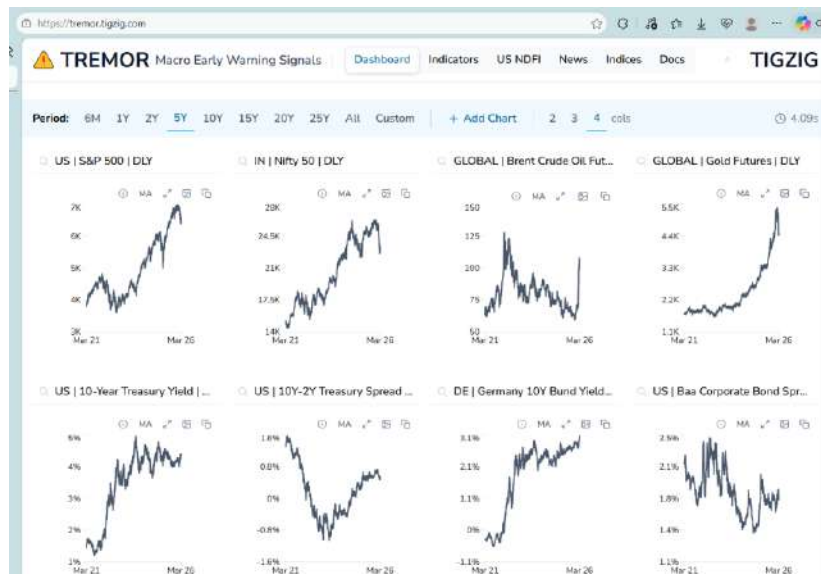 https://tremor.tigzig.com
TREMOR Macro Early Warning Signals Dashboard Indicators US NDFI News Indices Docs TIGZIG
Period: 6M 1Y 2Y 5Y 10Y 15Y 20Y 25Y All Custom + Add Chart 2 3 4 cols 4.09s
US | S&P 500 | DLY
MA
7K
6K
5K
4K
3K
Mar 21 Mar 26
IN | Nifty 50 | DLY
MA
28K
24.5K
21K
17.5K
14K
Mar 21 Mar 26
GLOBAL | Brent Crude Oil Fut...
MA
150
125
100
75
50
Mar 21 Mar 26
GLOBAL | Gold Futures | DLY
MA
5.5K
4.4K
3.3K
2.2K
1.1K
Mar 21 Mar 26
US | 10-Year Treasury Yield | ...
MA
4%
3%
2%
1%
Mar 21 Mar 26
US | 10Y-2Y Treasury Spread ...
MA
1.6%
0.8%
0%
-0.8%
-1.6%
Mar 21 Mar 26
DE | Germany 10Y Bund Yield...
MA
3.1%
2.1%
1.1%
0%
-1.1%
Mar 21 Mar 26
US | Baa Corporate Bond Spr...
MA
2.5%
2.1%
1.8%
1.4%
1.1%
Mar 21 Mar 26